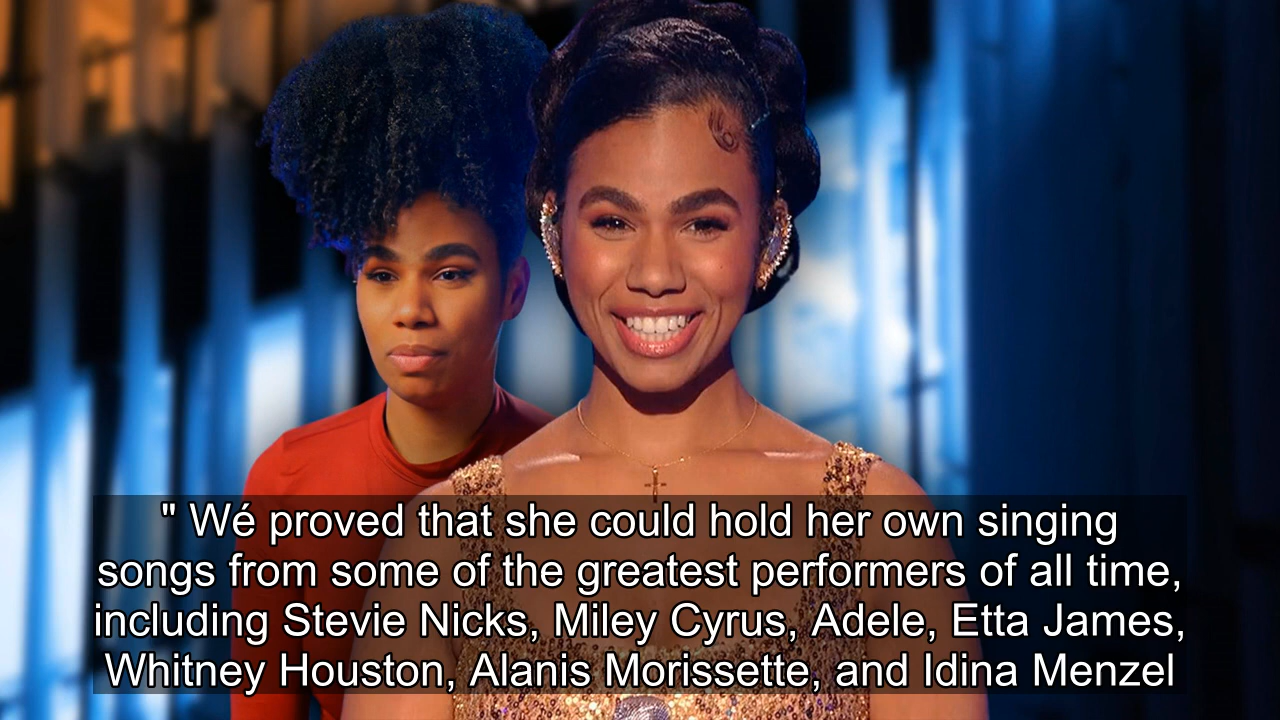 " Wé proved that she could hold her own singing
songs from some of the greatest performers of all time,
including Stevie Nicks, Miley Cyrus, Adele, Etta James,
Whitney Houston, Alanis Morissette, and Idina Menzel